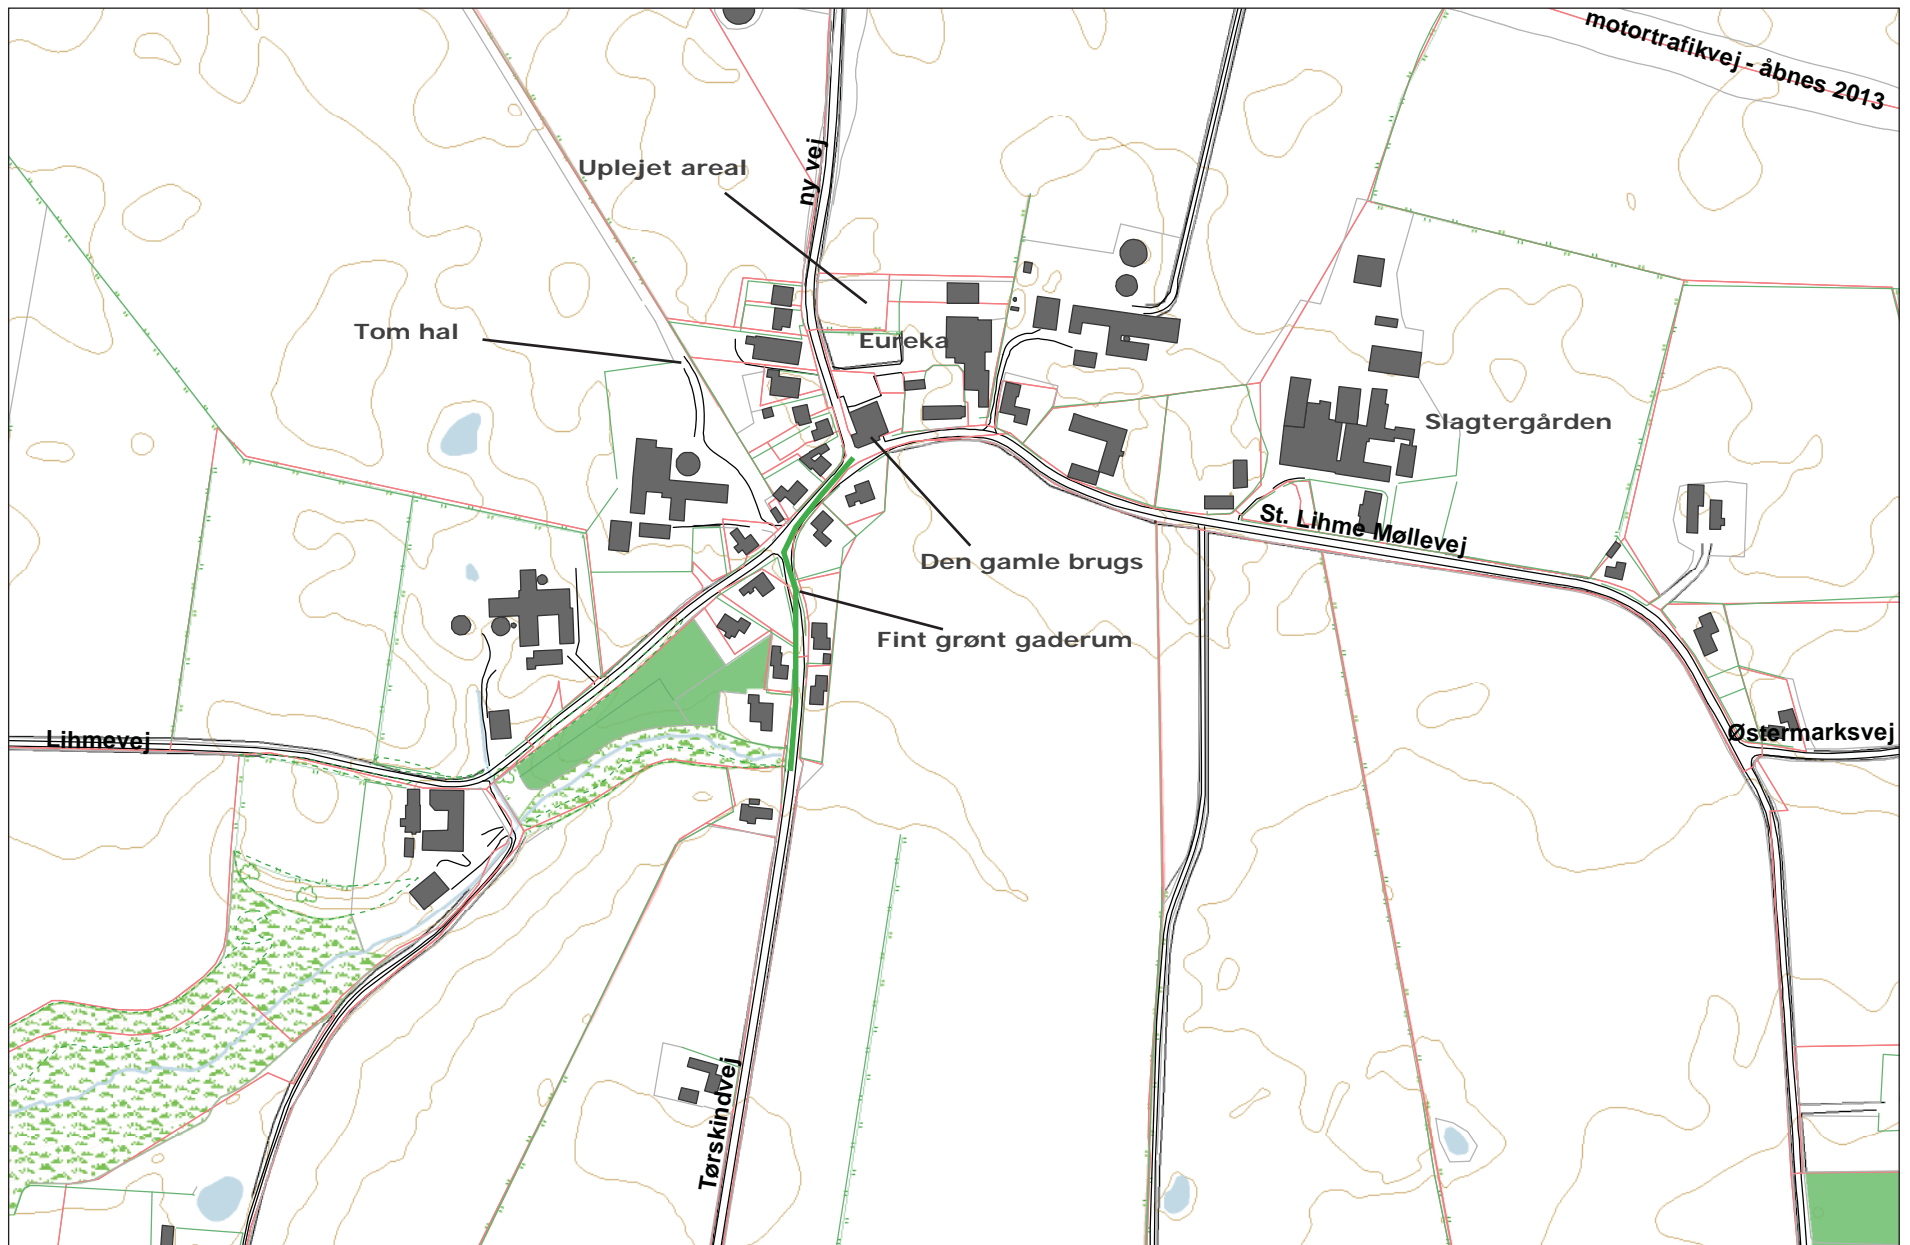 motortrafikvej - åbnes 2013
ny vej
Uplejet areal
Tom hal
Eureka
Slagtergården
St. Lihme Møllevej
Den gamle brugs
Fint grønt gaderum
Lihmevej
Østermarksvej
Tørskindvej